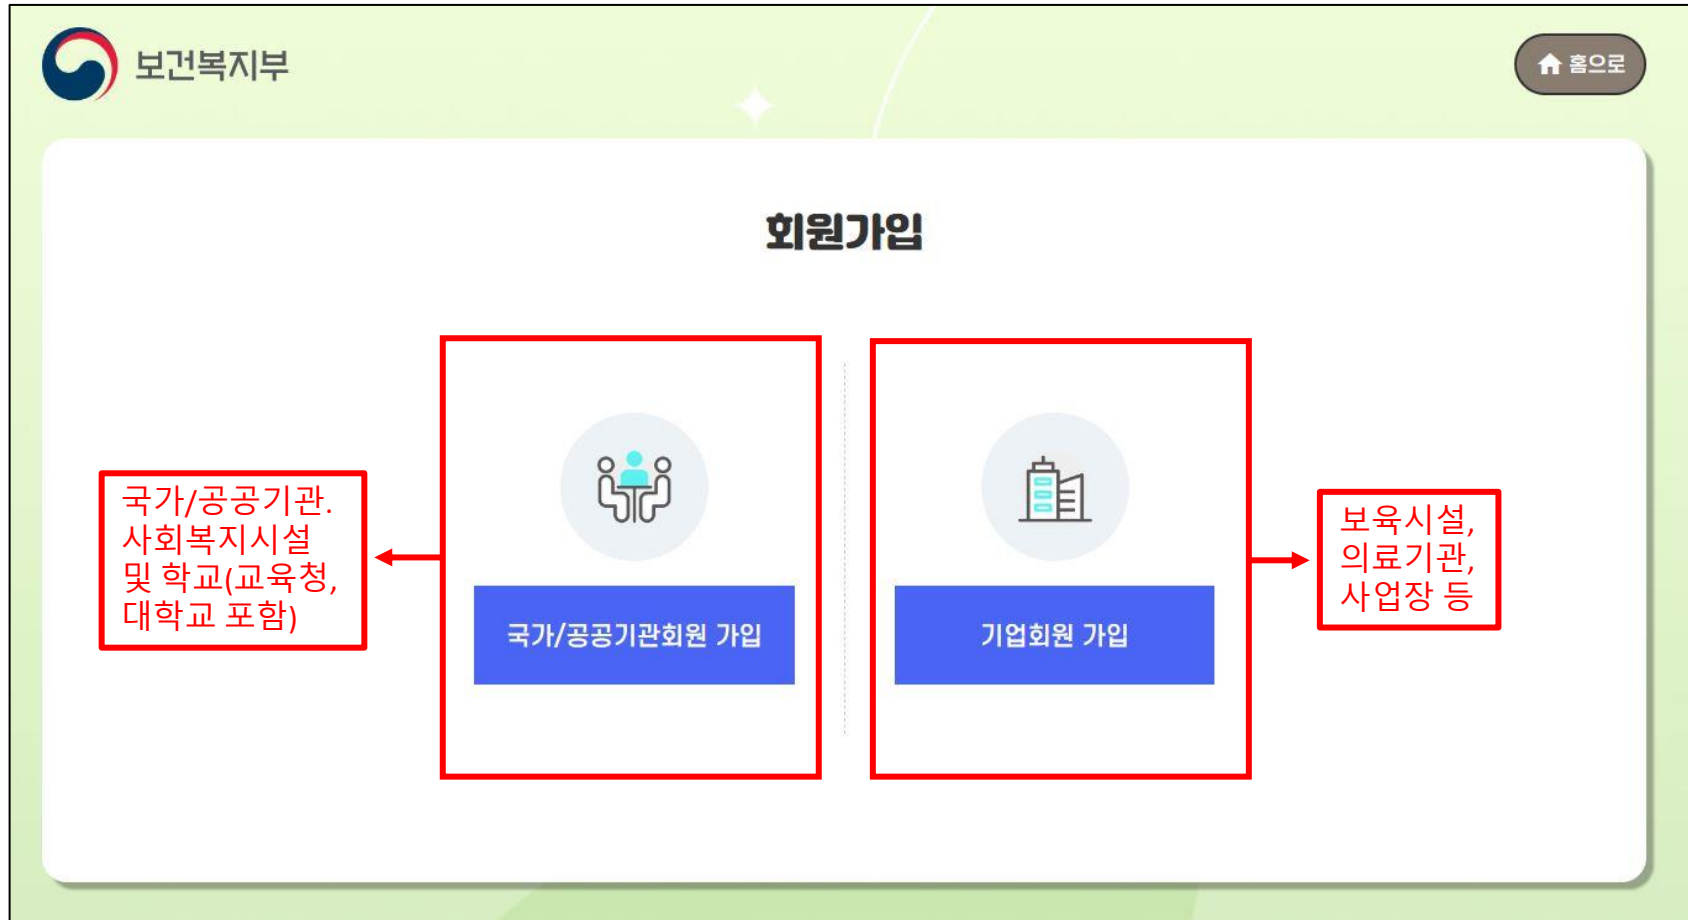 보건복지부
홈으로
회원가입
국가/공공기관.
사회복지시설
및 학교(교육청,
대학교 포함)
국가/공공기관회원 가입
기업회원 가입
보육시설,
의료기관,
사업장 등